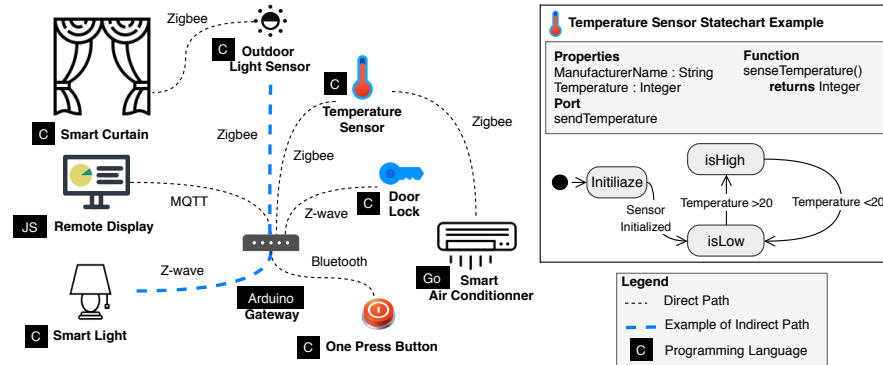 Zigbee
C
Outdoor
Light Sensor
C Smart Curtain
Zigbee
C
Temperature
Sensor
Zigbee
Zigbee
MQTT
JS Remote Display
Z-wave
C
Door
Lock
Z-wave
Bluetooth
Arduino
Gateway
Go Smart
Air Conditionner
C Smart Light
C One Press Button
Temperature Sensor Statechart Example
Properties
ManufacturerName : String
Temperature : Integer
Port
sendTemperature
Function
senseTemperature()
returns Integer
Initiliaze
isHigh
Sensor
Initialized
Temperature >20
Temperature <20
isLow
Legend
Direct Path
Example of Indirect Path
C Programming Language